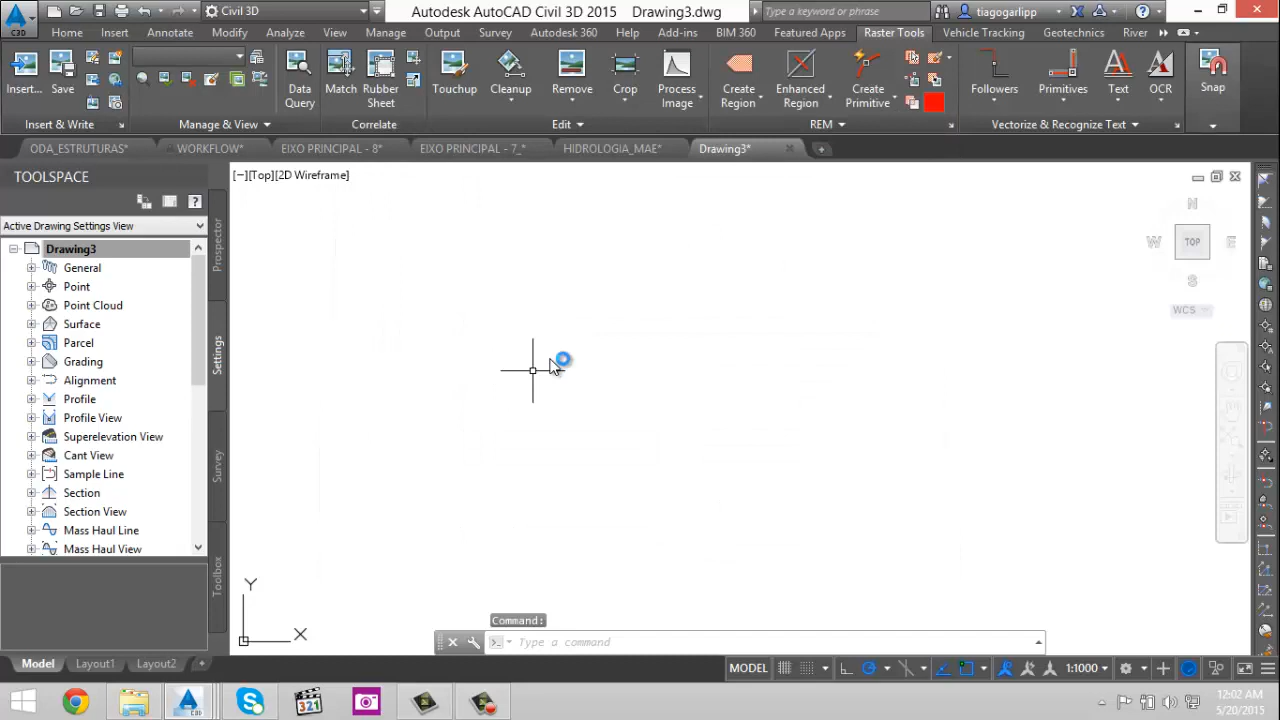 C3D Civil 3D Autodesk AutoCAD Civil 3D 2015 Drawing3.dwg Type a keyword or phrase tiagogarlipp
Home Insert Annotate Modify Analyze View Manage Output Survey Autodesk 360 Help Add-ins BIM 360 Featured Apps Raster Tools Vehicle Tracking Geotechnics River
Insert... Save Data Query Match Rubber Sheet Touchup Cleanup Remove Crop Process Image Create Region Enhanced Region Create Primitive Followers Primitives Text OCR Snap
Insert & Write Manage & View Correlate Edit REM Vectorize & Recognize Text
ODA_ESTRUTURAS* WORKFLOW* EIXO PRINCIPAL - 8* EIXO PRINCIPAL - 7_* HIDROLOGIA_MAE* Drawing3*
TOOLSPACE
[−][Top][2D Wireframe]
Active Drawing Settings View
Drawing3
General
Point
Point Cloud
Surface
Parcel
Grading
Alignment
Profile
Profile View
Superelevation View
Cant View
Sample Line
Section
Section View
Mass Haul Line
Mass Haul View
Prospector
Settings
Survey
Toolbox
N
W TOP E
S
WCS
Y
X
Command:
Type a command
Model Layout1 Layout2 + MODEL 1:1000
321
12:02 AM
5/20/2015